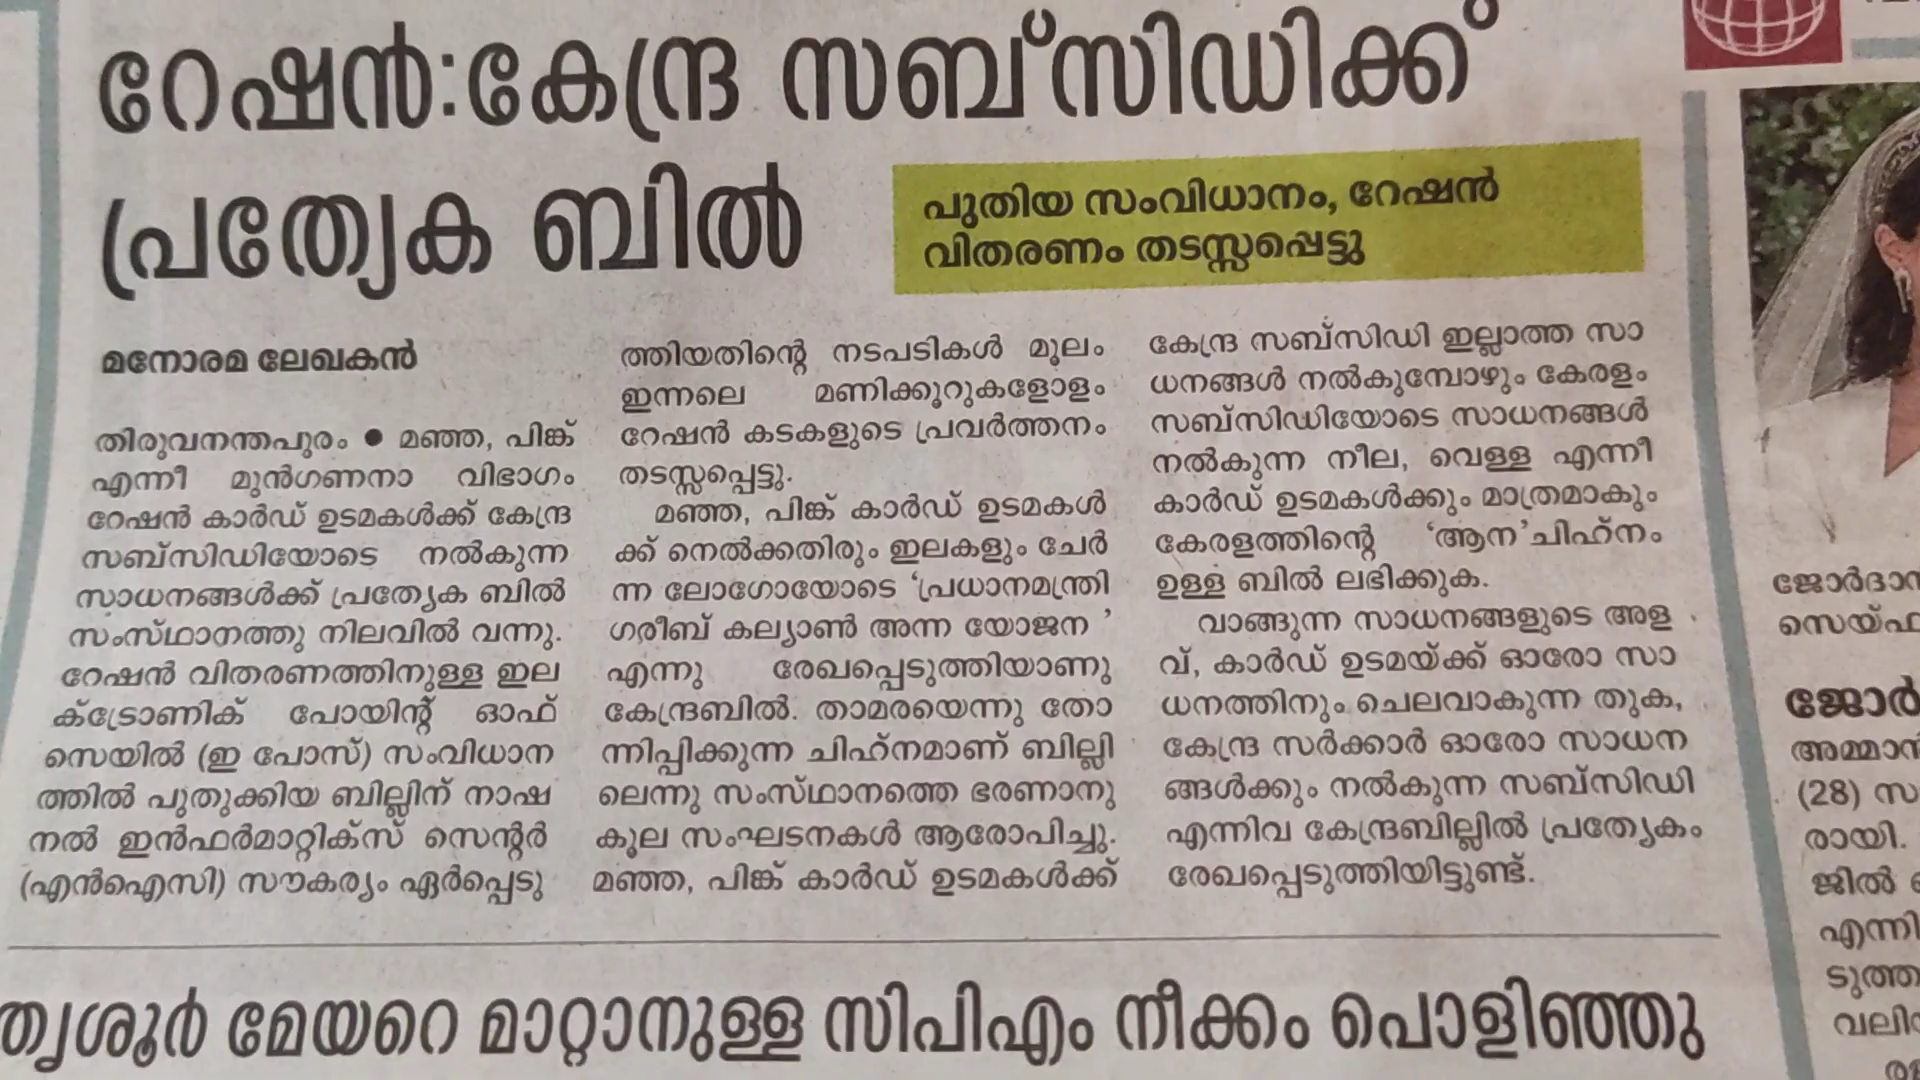 റേഷൻ:കേന്ദ്ര സബ്സിഡിക്ക്
പ്രത്യേക ബിൽ
പുതിയ സംവിധാനം, റേഷൻ
വിതരണം തടസ്സപ്പെട്ടു
മനോരമ ലേഖകൻ
തിരുവനന്തപുരം ● മഞ്ഞ, പിങ്ക്
എന്നീ മുൻഗണനാ വിഭാഗം
റേഷൻ കാർഡ് ഉടമകൾക്ക് കേന്ദ്ര
സബ്സിഡിയോടെ നൽകുന്ന
സാധനങ്ങൾക്ക് പ്രത്യേക ബിൽ
സംസ്ഥാനത്തു നിലവിൽ വന്നു.
റേഷൻ വിതരണത്തിനുള്ള ഇല
ക്ട്രോണിക് പോയിന്റ് ഓഫ്
സെയിൽ (ഇ പോസ്) സംവിധാന
ത്തിൽ പുതുക്കിയ ബില്ലിന് നാഷ
നൽ ഇൻഫർമാറ്റിക്സ് സെന്റർ
(എൻഐസി) സൗകര്യം ഏർപ്പെടു
ത്തിയതിന്റെ നടപടികൾ മൂലം
ഇന്നലെ മണിക്കൂറുകളോളം
റേഷൻ കടകളുടെ പ്രവർത്തനം
തടസ്സപ്പെട്ടു.
മഞ്ഞ, പിങ്ക് കാർഡ് ഉടമകൾ
ക്ക് നെൽക്കതിരും ഇലകളും ചേർ
ന്ന ലോഗോയോടെ ‘പ്രധാനമന്ത്രി
ഗരീബ് കല്യാൺ അന്ന യോജന ’
എന്നു രേഖപ്പെടുത്തിയാണു
കേന്ദ്രബിൽ. താമരയെന്നു തോ
ന്നിപ്പിക്കുന്ന ചിഹ്നമാണ് ബില്ലി
ലെന്നു സംസ്ഥാനത്തെ ഭരണാനു
കൂല സംഘടനകൾ ആരോപിച്ചു.
മഞ്ഞ, പിങ്ക് കാർഡ് ഉടമകൾക്ക്
കേന്ദ്ര സബ്സിഡി ഇല്ലാത്ത സാ
ധനങ്ങൾ നൽകുമ്പോഴും കേരളം
സബ്സിഡിയോടെ സാധനങ്ങൾ
നൽകുന്ന നീല, വെള്ള എന്നീ
കാർഡ് ഉടമകൾക്കും മാത്രമാകും
കേരളത്തിന്റെ ‘ആന’ചിഹ്നം
ഉള്ള ബിൽ ലഭിക്കുക.
വാങ്ങുന്ന സാധനങ്ങളുടെ അള
വ്, കാർഡ് ഉടമയ്ക്ക് ഓരോ സാ
ധനത്തിനും ചെലവാകുന്ന തുക,
കേന്ദ്ര സർക്കാർ ഓരോ സാധന
ങ്ങൾക്കും നൽകുന്ന സബ്സിഡി
എന്നിവ കേന്ദ്രബില്ലിൽ പ്രത്യേകം
രേഖപ്പെടുത്തിയിട്ടുണ്ട്.
തൃശൂർ മേയറെ മാറ്റാനുള്ള സിപിഎം നീക്കം പൊളിഞ്ഞു
(28)
രായി.